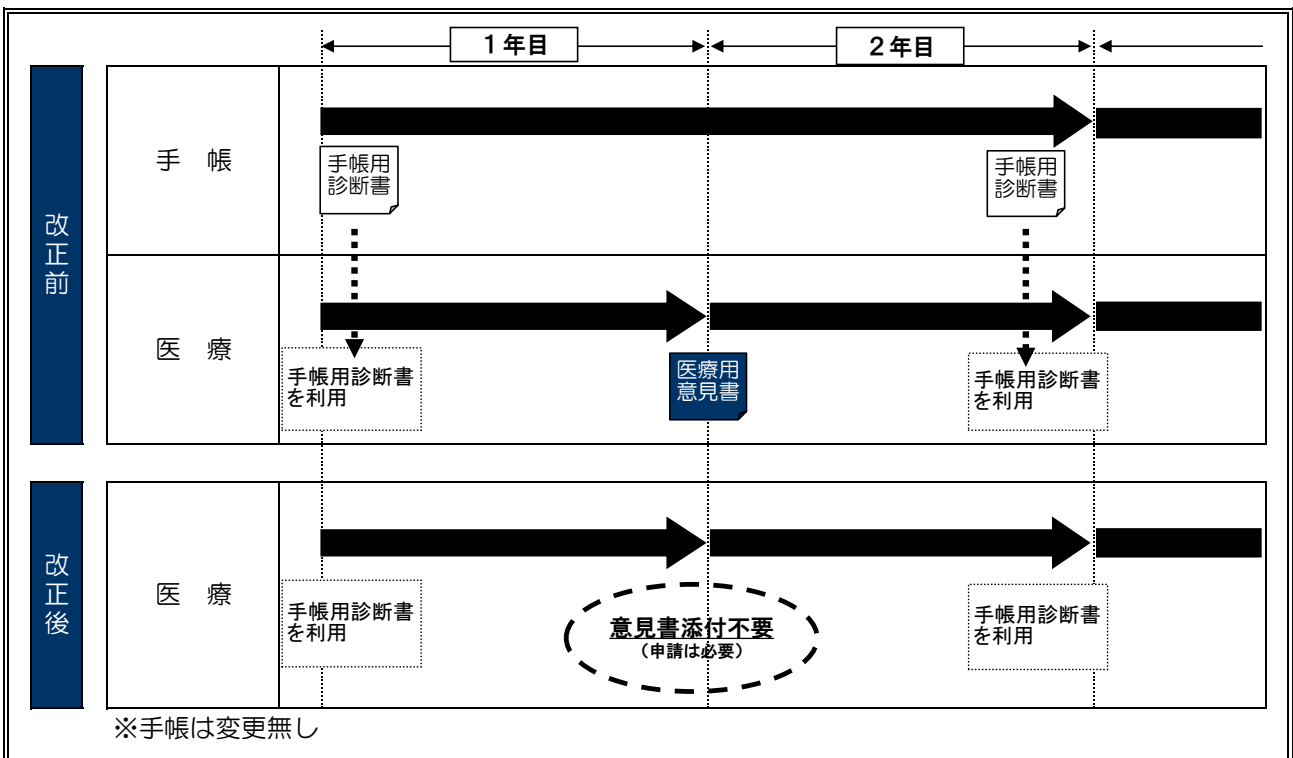 １年目
２年目
改正前
手　帳
手帳用
診断書
手帳用
診断書
医　療
手帳用診断書
を利用
医療用
意見書
手帳用診断書
を利用
改正後
医　療
手帳用診断書
を利用
意見書添付不要
（申請は必要）
手帳用診断書
を利用
※手帳は変更無し